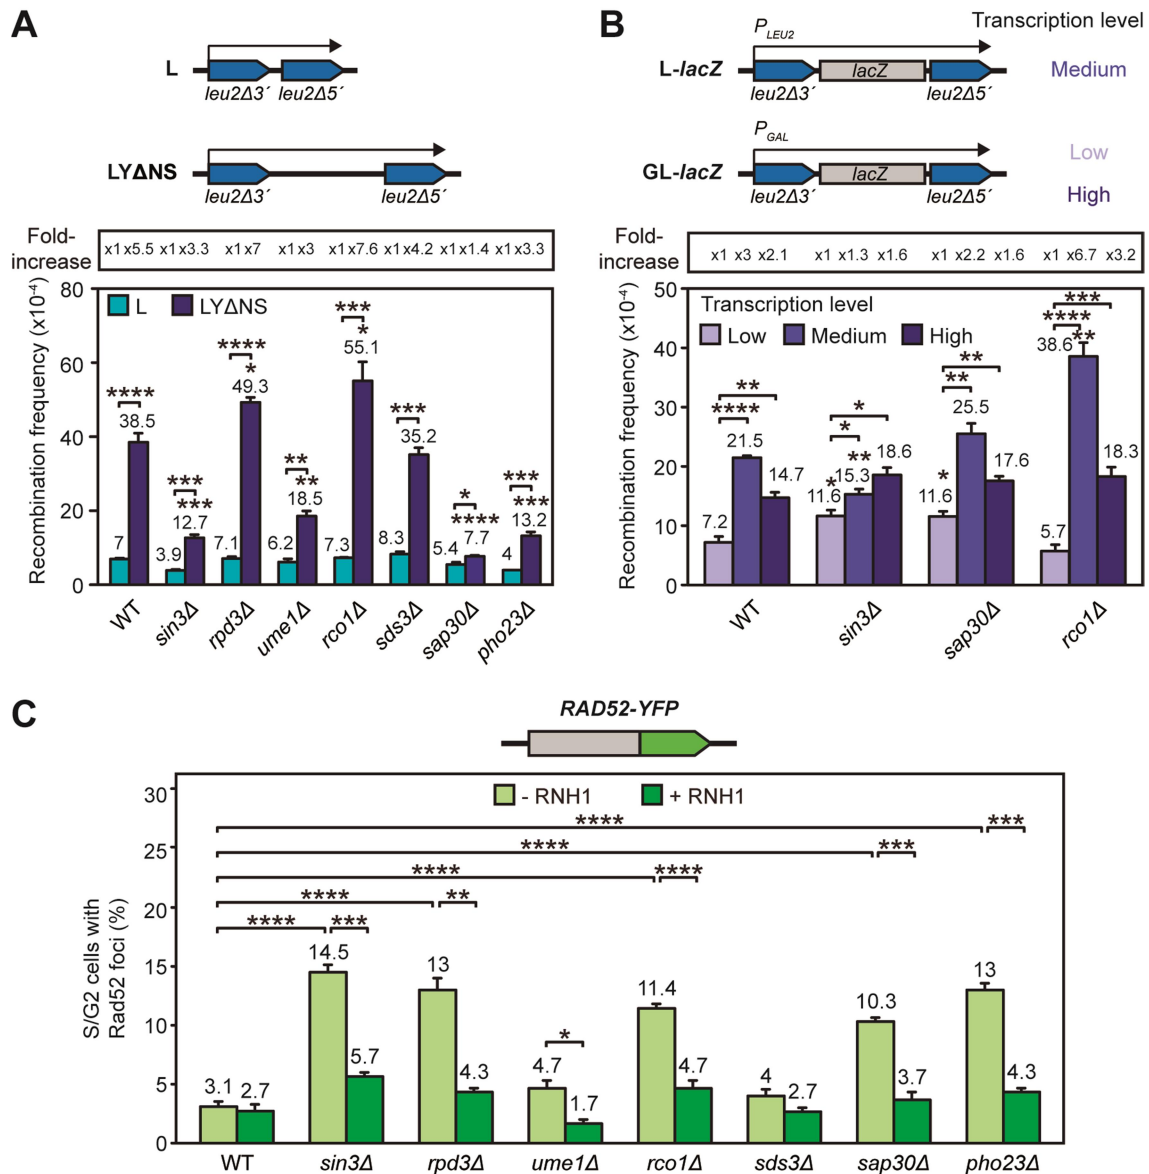 A
L
leu2Δ3´ leu2Δ5´
LYΔNS
leu2Δ3´ leu2Δ5´
Fold-
increase
x1 x5.5 x1 x3.3 x1 x7 x1 x3 x1 x7.6 x1 x4.2 x1 x1.4 x1 x3.3
Recombination frequency (x10-4)
80
60
40
20
0
L LYΔNS
**** 38.5
7
*** *** 12.7
3.9
**** * 49.3
7.1
** ** 18.5
6.2
*** * 55.1
7.3
*** 35.2
8.3
* **** 7.7
5.4
*** *** 13.2
4
WT sin3Δ rpd3Δ ume1Δ rco1Δ sds3Δ sap30Δ pho23Δ
B
Transcription level
PLEU2
L-lacZ lacZ Medium
leu2Δ3´ leu2Δ5´
PGAL
Low
GL-lacZ lacZ
High
leu2Δ3´ leu2Δ5´
Fold-
increase
x1 x3 x2.1 x1 x1.3 x1.6 x1 x2.2 x1.6 x1 x6.7 x3.2
Recombination frequency (x10-4)
50
40
30
20
10
0
Transcription level
Low Medium High
** ****
7.2 21.5 14.7
* * * **
11.6 15.3 18.6
** ** *
11.6 25.5 17.6
*** **** **
5.7 38.6 18.3
WT sin3Δ sap30Δ rco1Δ
C
RAD52-YFP
S/G2 cells with
Rad52 foci (%)
30
25
20
15
10
5
0
- RNH1 + RNH1
**** ***
**** ***
**** ****
**** **
**** ***
*
3.1 2.7 14.5 5.7 13 4.3 4.7 1.7 11.4 4.7 4 2.7 10.3 3.7 13 4.3
WT sin3Δ rpd3Δ ume1Δ rco1Δ sds3Δ sap30Δ pho23Δ